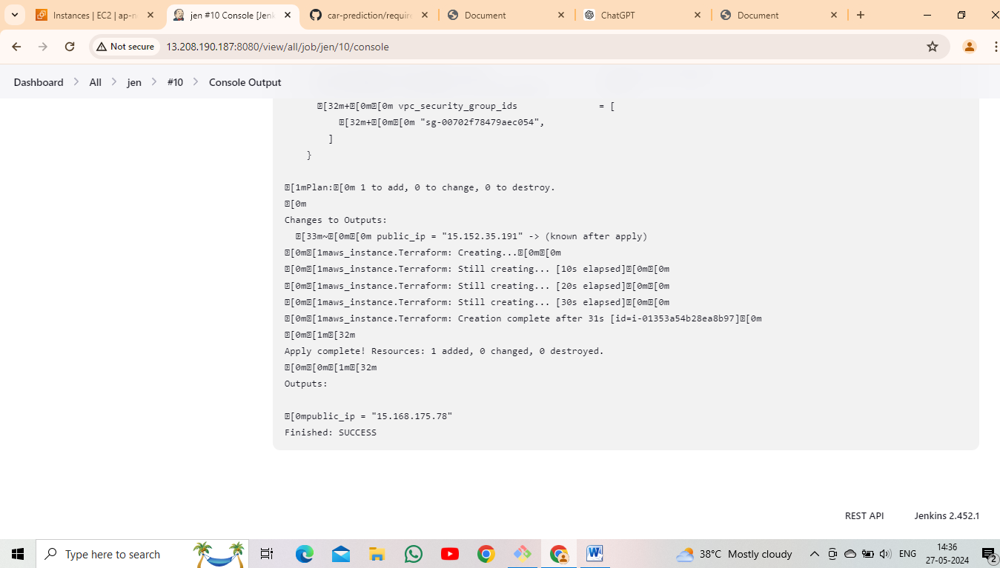 Instances | EC2 | ap-n
jen #10 Console [Jenk
car-prediction/require
Document
ChatGPT
Document
Not secure
13.208.190.187:8080/view/all/job/jen/10/console
Dashboard > All > jen > #10 > Console Output
[32m+[0m[0m vpc_security_group_ids = [
[32m+[0m[0m "sg-00702f78479aec054",
]
}
[1mPlan:[0m 1 to add, 0 to change, 0 to destroy.
[0m
Changes to Outputs:
[33m~[0m[0m public_ip = "15.152.35.191" -> (known after apply)
[0m[1maws_instance.Terraform: Creating...[0m[0m
[0m[1maws_instance.Terraform: Still creating... [10s elapsed][0m[0m
[0m[1maws_instance.Terraform: Still creating... [20s elapsed][0m[0m
[0m[1maws_instance.Terraform: Still creating... [30s elapsed][0m[0m
[0m[1maws_instance.Terraform: Creation complete after 31s [id=i-01353a54b28ea8b97][0m
[0m[1m[32m
Apply complete! Resources: 1 added, 0 changed, 0 destroyed.
[0m[0m[1m[32m
Outputs:
[0mpublic_ip = "15.168.175.78"
Finished: SUCCESS
REST API
Jenkins 2.452.1
Type here to search
38°C Mostly cloudy
ENG
14:36
27-05-2024
2